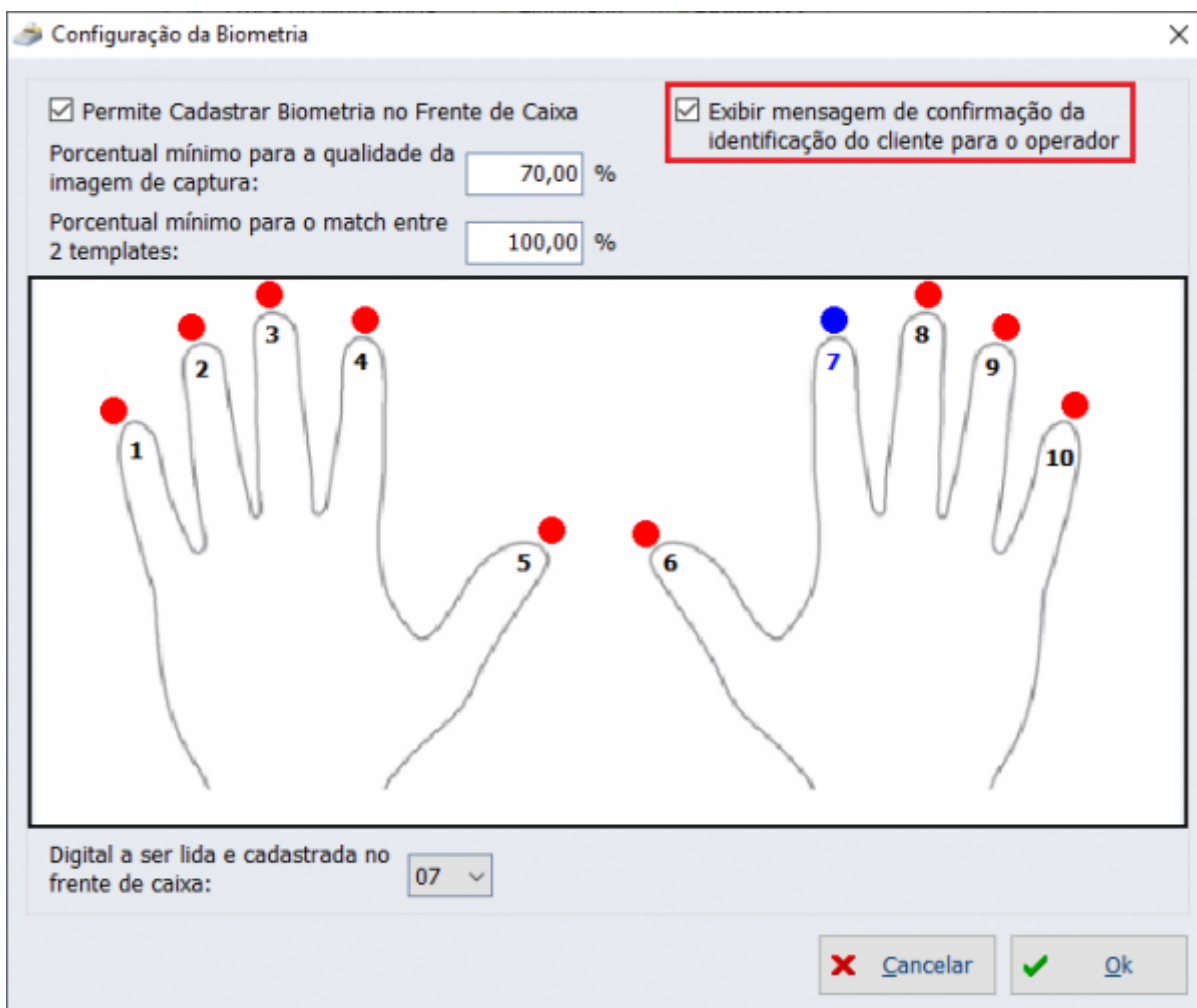 Configuração da Biometria
Permite Cadastrar Biometria no Frente de Caixa
Exibir mensagem de confirmação da
identificação do cliente para o operador
Porcentual mínimo para a qualidade da
imagem de captura:
70,00 %
Porcentual mínimo para o match entre
2 templates:
100,00 %
1
2
3
4
5
6
7
8
9
10
Digital a ser lida e cadastrada no
frente de caixa:
07
Cancelar
Ok